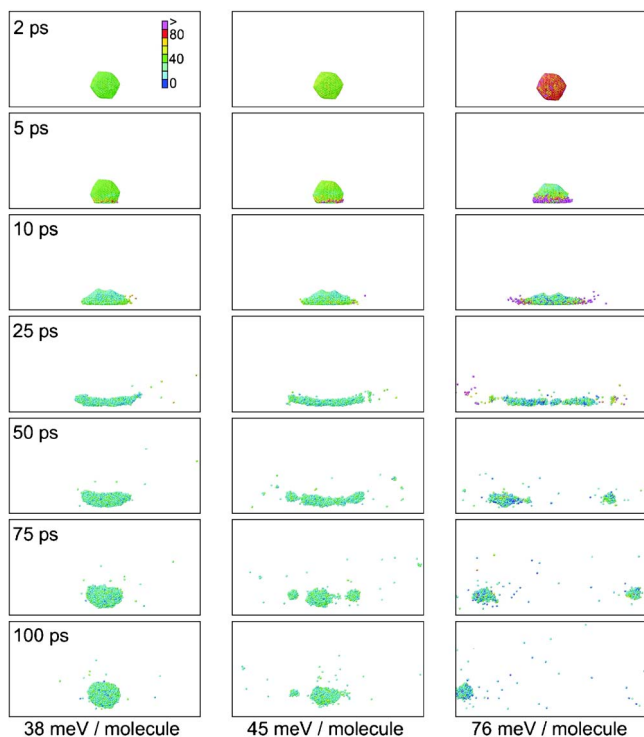 2 ps
>
80
40
0
5 ps
10 ps
25 ps
50 ps
75 ps
100 ps
38 meV / molecule
45 meV / molecule
76 meV / molecule